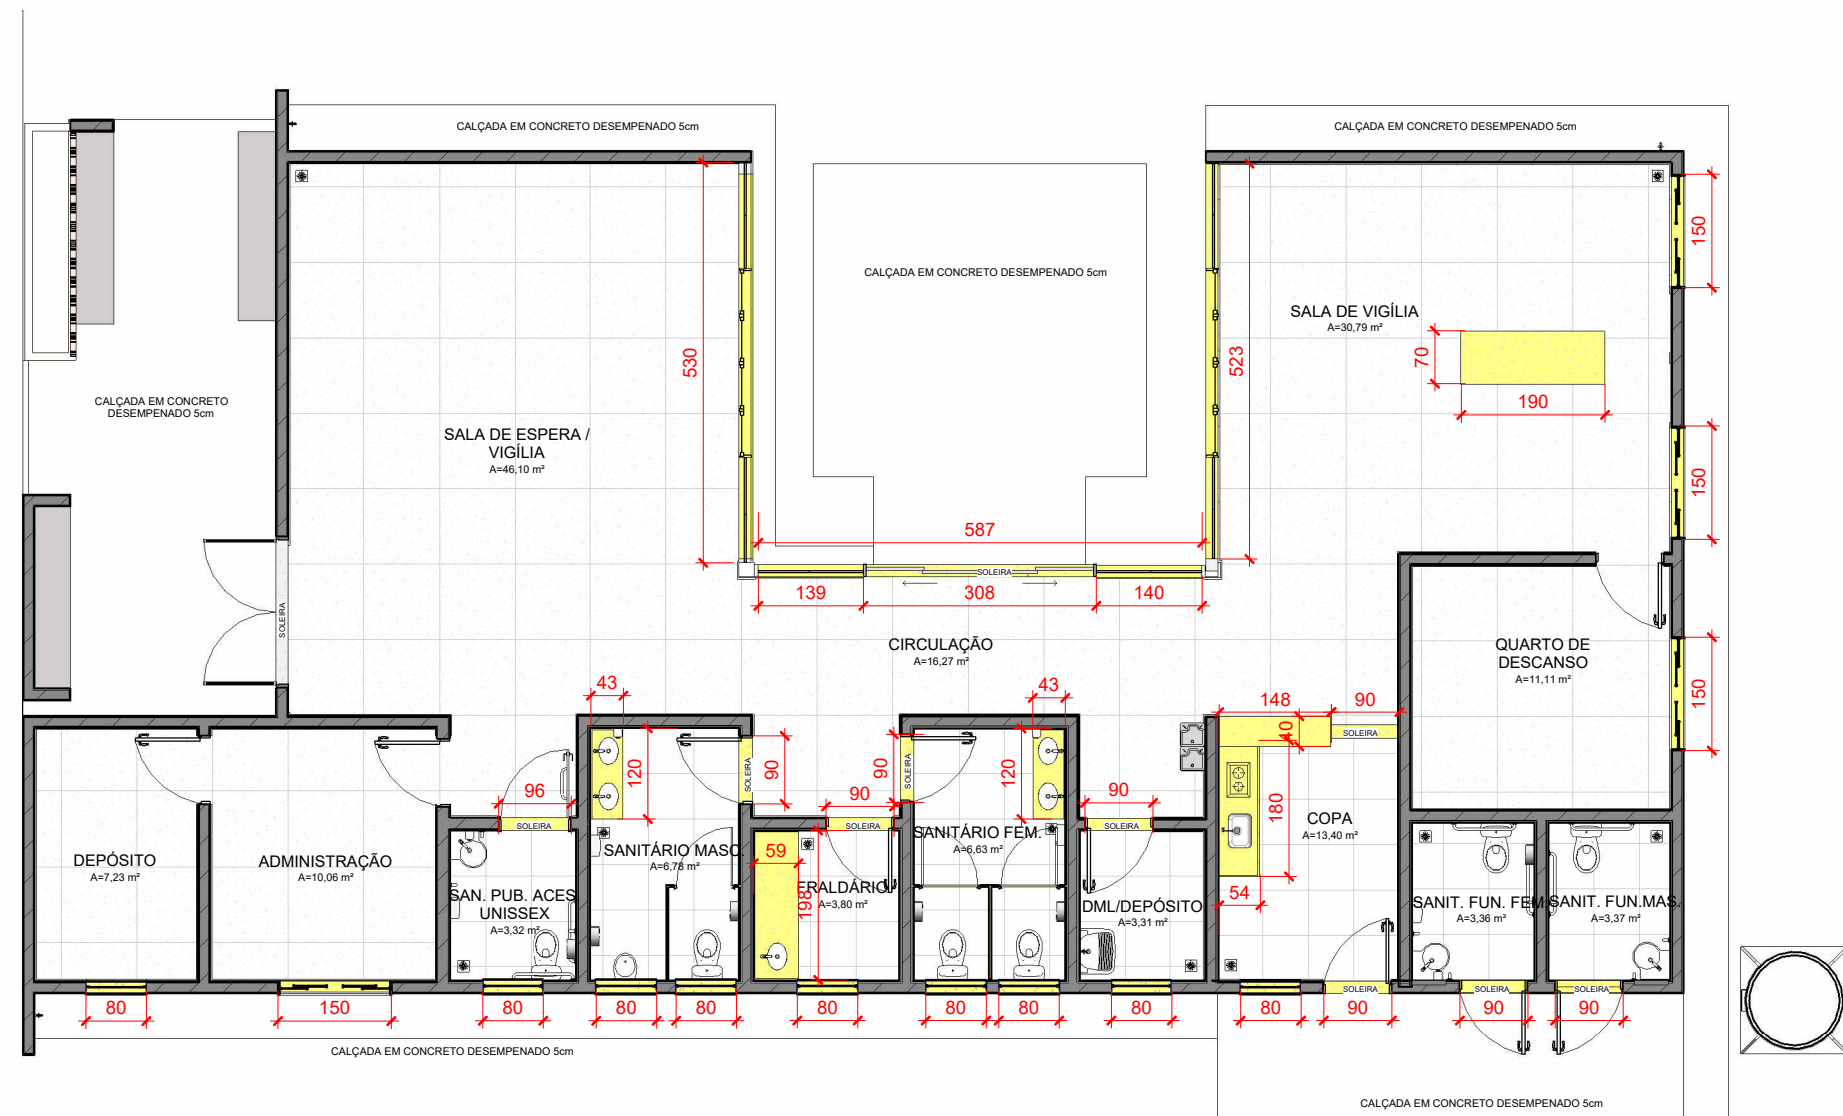 CALÇADA EM CONCRETO DESEMPENADO 5cm
CALÇADA EM CONCRETO DESEMPENADO 5cm
CALÇADA EM CONCRETO DESEMPENADO 5cm
150
SALA DE VIGÍLIA
A=30,79 m²
530
523
70
190
CALÇADA EM CONCRETO
DESEMPENADO 5cm
SALA DE ESPERA /
VIGÍLIA
A=46,10 m²
150
587
SOLEIRA
139
308
140
SOLEIRA
CIRCULAÇÃO
A=16,27 m²
QUARTO DE
DESCANSO
A=11,11 m²
150
43
43
148
90
40
SOLEIRA
120
SOLEIRA
90
90
SOLEIRA
120
96
90
90
180
SOLEIRA
SOLEIRA
SOLEIRA
COPA
A=13,40 m²
DEPÓSITO
A=7,23 m²
ADMINISTRAÇÃO
A=10,06 m²
SANITÁRIO MASC.
A=6,78 m²
59
SANITÁRIO FEM.
A=6,63 m²
SAN. PUB. ACES
UNISSEX
A=3,32 m²
198
FRALDÁRIO
A=3,80 m²
DML/DEPÓSITO
A=3,31 m²
54
SANIT. FUN. FEM
A=3,36 m²
SANIT. FUN.MAS.
A=3,37 m²
SOLEIRA
SOLEIRA
SOLEIRA
80
150
80
80
80
80
80
80
80
80
90
90
90
CALÇADA EM CONCRETO DESEMPENADO 5cm
CALÇADA EM CONCRETO DESEMPENADO 5cm